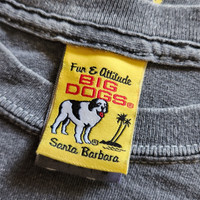 Fun & Attitude
BIG
DOGS®
Santa Barbara